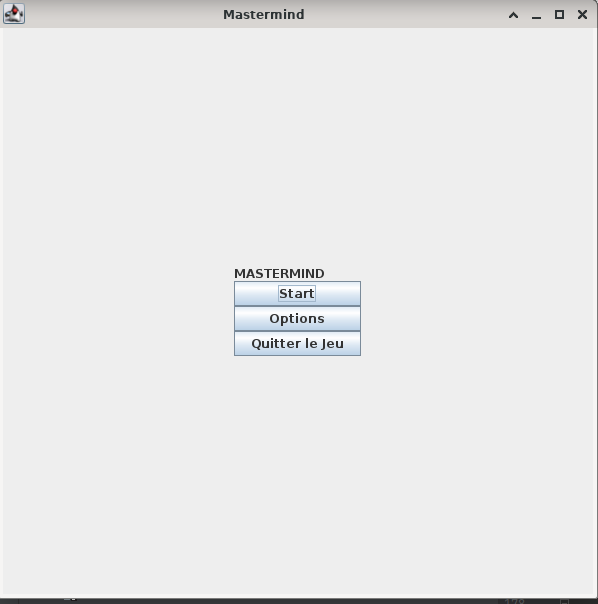 Mastermind
MASTERMIND
Start
Options
Quitter le Jeu